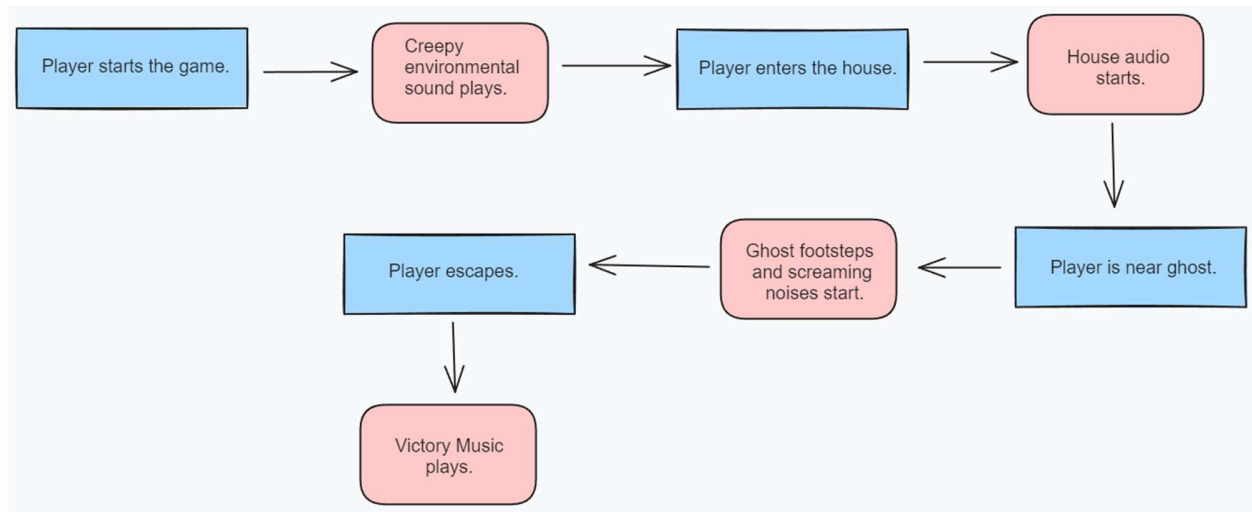 Player starts the game.
Creepy
environmental
sound plays.
Player enters the house.
House audio
starts.
Player is near ghost.
Ghost footsteps
and screaming
noises start.
Player escapes.
Victory Music
plays.